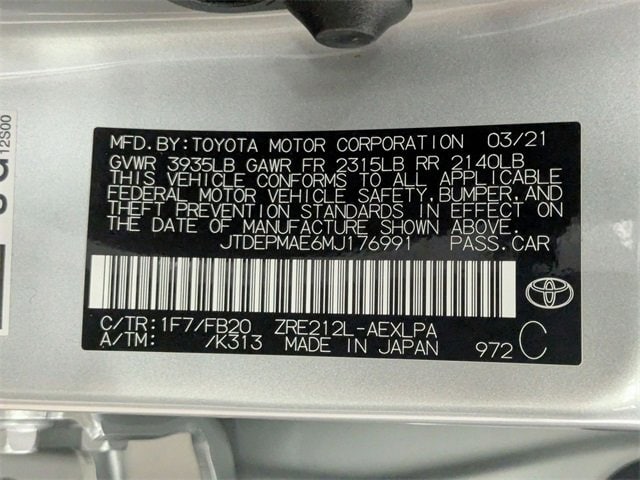 MFD.BY:TOYOTA MOTOR CORPORATION 03/21
GVWR 3935LB GAWR FR 2315LB RR 2140LB
THIS VEHICLE CONFORMS TO ALL APPLICABLE
FEDERAL MOTOR VEHICLE SAFETY,BUMPER,AND
THEFT PREVENTION STANDARDS IN EFFECT ON
THE DATE OF MANUFACTURE SHOWN ABOVE.
JTDEPMAE6MJ176991 PASS.CAR
C/TR:1F7/FB20 ZRE212L-AEXLPA
A/TM: /K313 MADE IN JAPAN 972 C
12S00